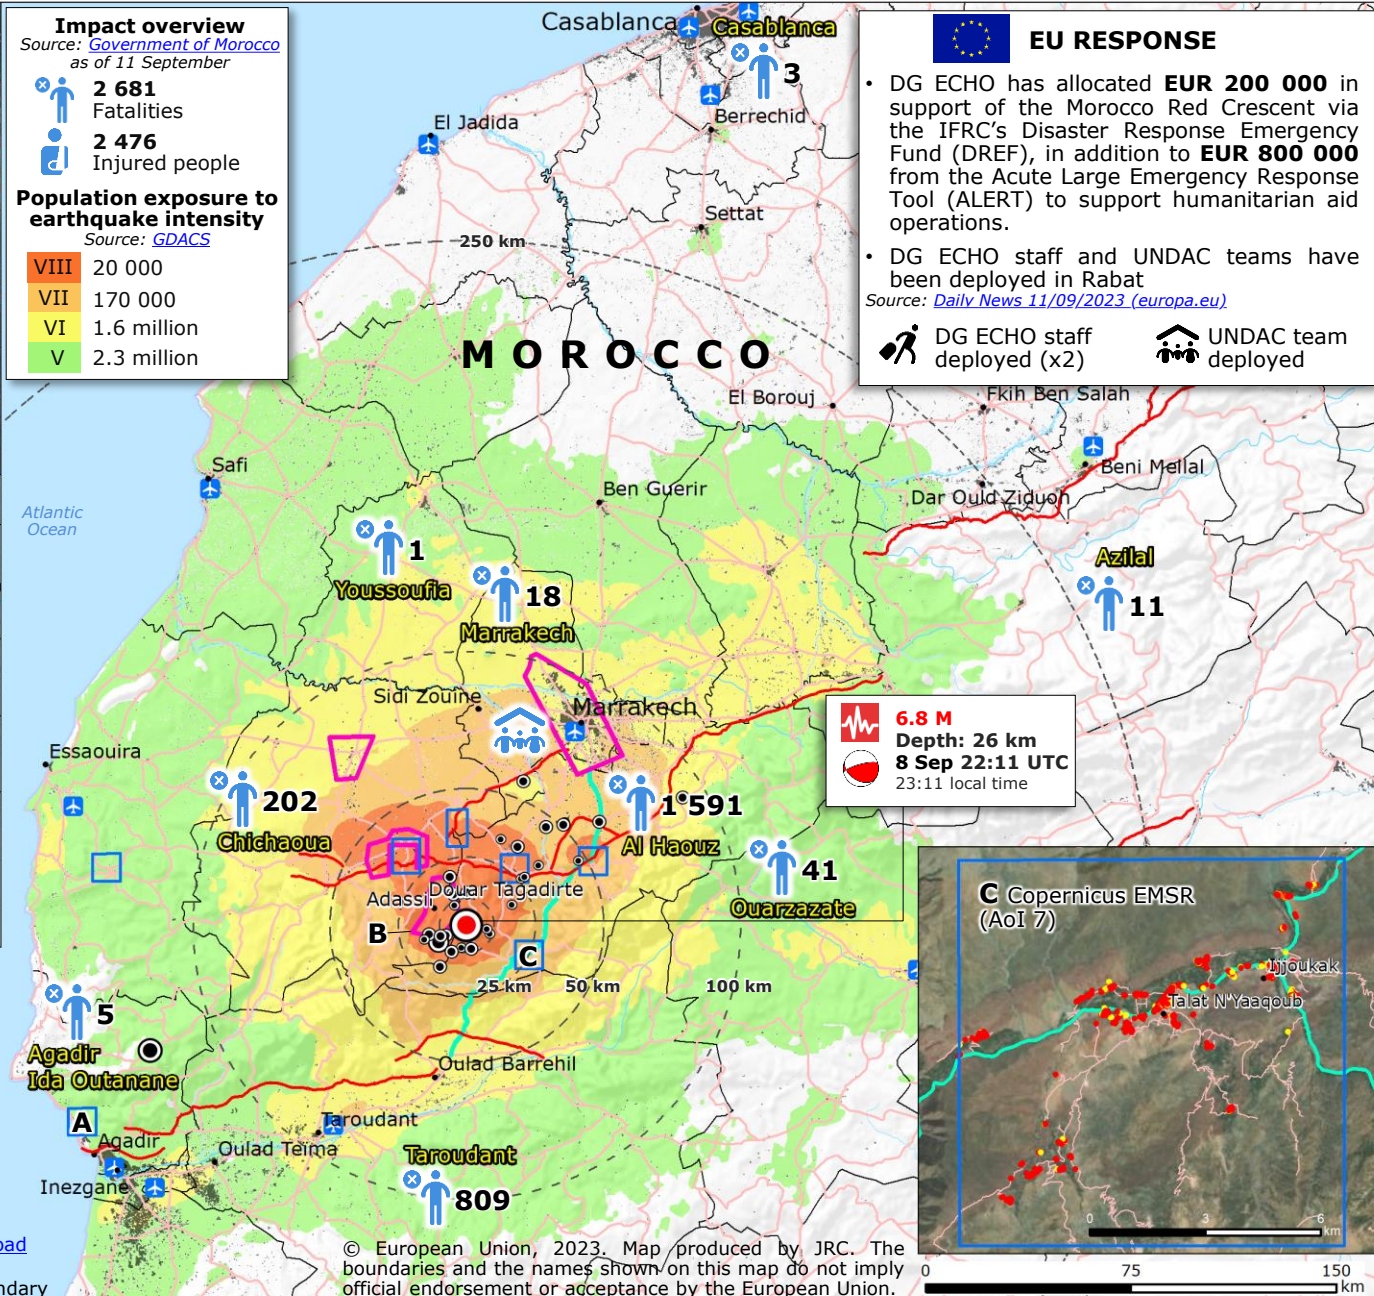 Impact overview
Source: Government of Morocco
as of 11 September
2 681
Fatalities
2 476
Injured people
Population exposure to
earthquake intensity
Source: GDACS
VIII 20 000
VII 170 000
VI 1.6 million
V 2.3 million
EU RESPONSE
• DG ECHO has allocated EUR 200 000 in
support of the Morocco Red Crescent via
the IFRC's Disaster Response Emergency
Fund (DREF), in addition to EUR 800 000
from the Acute Large Emergency Response
Tool (ALERT) to support humanitarian aid
operations.
• DG ECHO staff and UNDAC teams have
been deployed in Rabat
Source: Daily News 11/09/2023 (europa.eu)
DG ECHO staff
deployed (x2)
UNDAC team
deployed
Casablanca
Casablanca
3
Berrechid
El Jadida
Settat
250 km
MOROCCO
El Borouj
Fkih Ben Salah
Beni Mellal
Dar Ould Ziduoh
Safi
Ben Guerir
Atlantic
Ocean
1
Youssoufia
18
Marrakech
Azilal
11
Sidi Zouine
Marrakech
6.8 M
Depth: 26 km
8 Sep 22:11 UTC
23:11 local time
Essaouira
202
Chichaoua
1 591
Al Haouz
41
Ouarzazate
Adassil
Douar Tagadirte
B
C
25 km
50 km
100 km
C Copernicus EMSR
(AoI 7)
Ijjoukak
Talat N'Yaaqoub
0 3 6
km
5
Agadir
Ida Outanane
Oulad Barrehil
A
Agadir
Taroudant
Oulad Teïma
Inezgane
Taroudant
809
oad
ndary
© European Union, 2023. Map produced by JRC. The
boundaries and the names shown on this map do not imply
official endorsement or acceptance by the European Union.
0 75 150
km